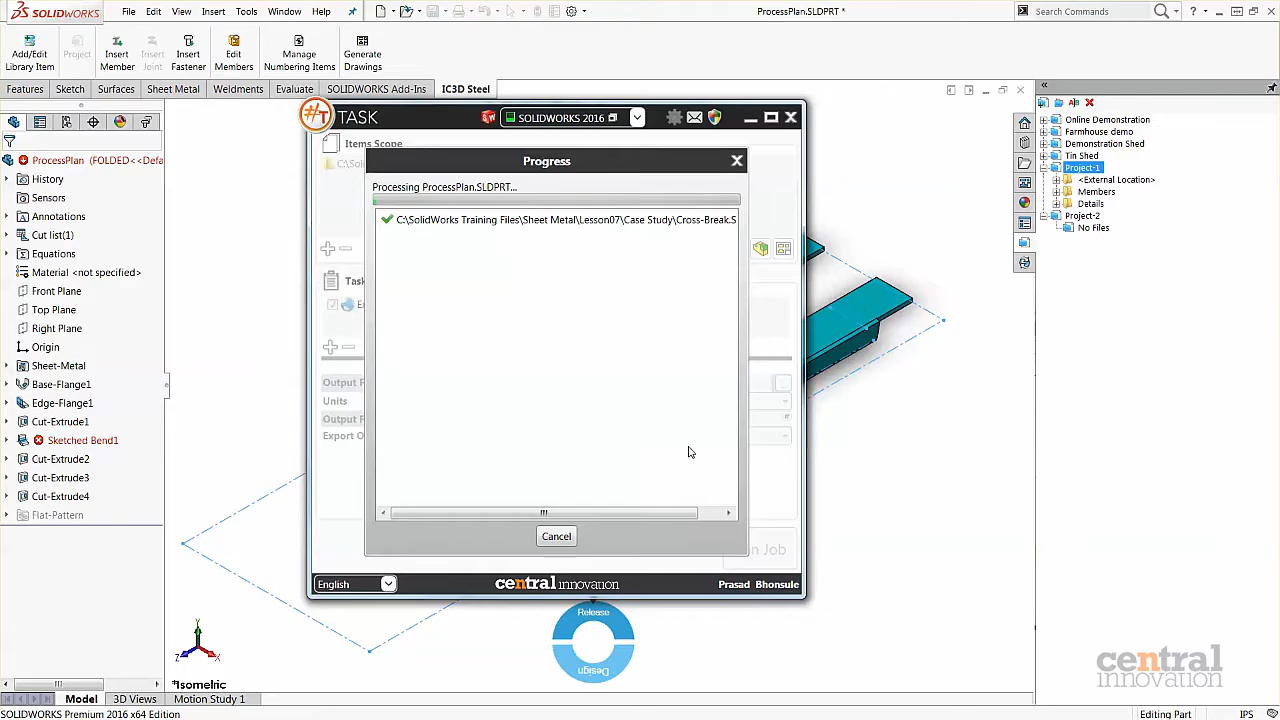 SOLIDWORKS File Edit View Insert Tools Window Help ProcessPlan.SLDPRT * Search Commands ?
Add/Edit Library Item
Project
Insert Member
Insert Joint
Insert Fastener
Edit Members
Manage Numbering Items
Generate Drawings
Features Sketch Surfaces Sheet Metal Weldments Evaluate SOLIDWORKS Add-Ins IC3D Steel
ProcessPlan (FOLDED<<Defa
History
Sensors
Annotations
Cut list(1)
Equations
Material <not specified>
Front Plane
Top Plane
Right Plane
Origin
Sheet-Metal
Base-Flange1
Edge-Flange1
Cut-Extrude1
Sketched Bend1
Cut-Extrude2
Cut-Extrude3
Cut-Extrude4
Flat-Pattern
#T TASK SOLIDWORKS 2016
Items Scope
C:\Sol
Progress
Processing ProcessPlan.SLDPRT...
C:\SolidWorks Training Files\Sheet Metal\Lesson07\Case Study\Cross-Break.S
Task
Ex
Output F
Units
Output F
Export O
Cancel
n Job
English central innovation Prasad Bhonsule
Release
Design
Online Demonstration
Farmhouse demo
Demonstration Shed
Tin Shed
Project-1
<External Location>
Members
Details
Project-2
No Files
Y
Z X
*Isometric
central
innovation
Model 3D Views Motion Study 1
SOLIDWORKS Premium 2016 x64 Edition Editing Part IPS